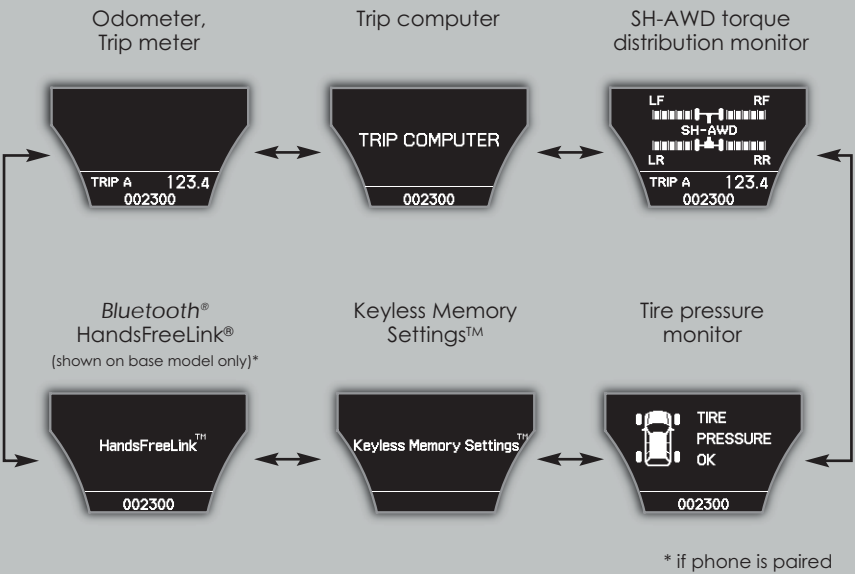 Odometer,
Trip meter
TRIP A 123.4
002300
Trip computer
TRIP COMPUTER
002300
SH-AWD torque
distribution monitor
LF RF
SH-AWD
LR RR
TRIP A 123.4
002300
Bluetooth®
HandsFreeLink®
(shown on base model only)*
HandsFreeLink™
002300
Keyless Memory
Settings™
Keyless Memory Settings™
Tire pressure
monitor
TIRE
PRESSURE
OK
002300
* if phone is paired